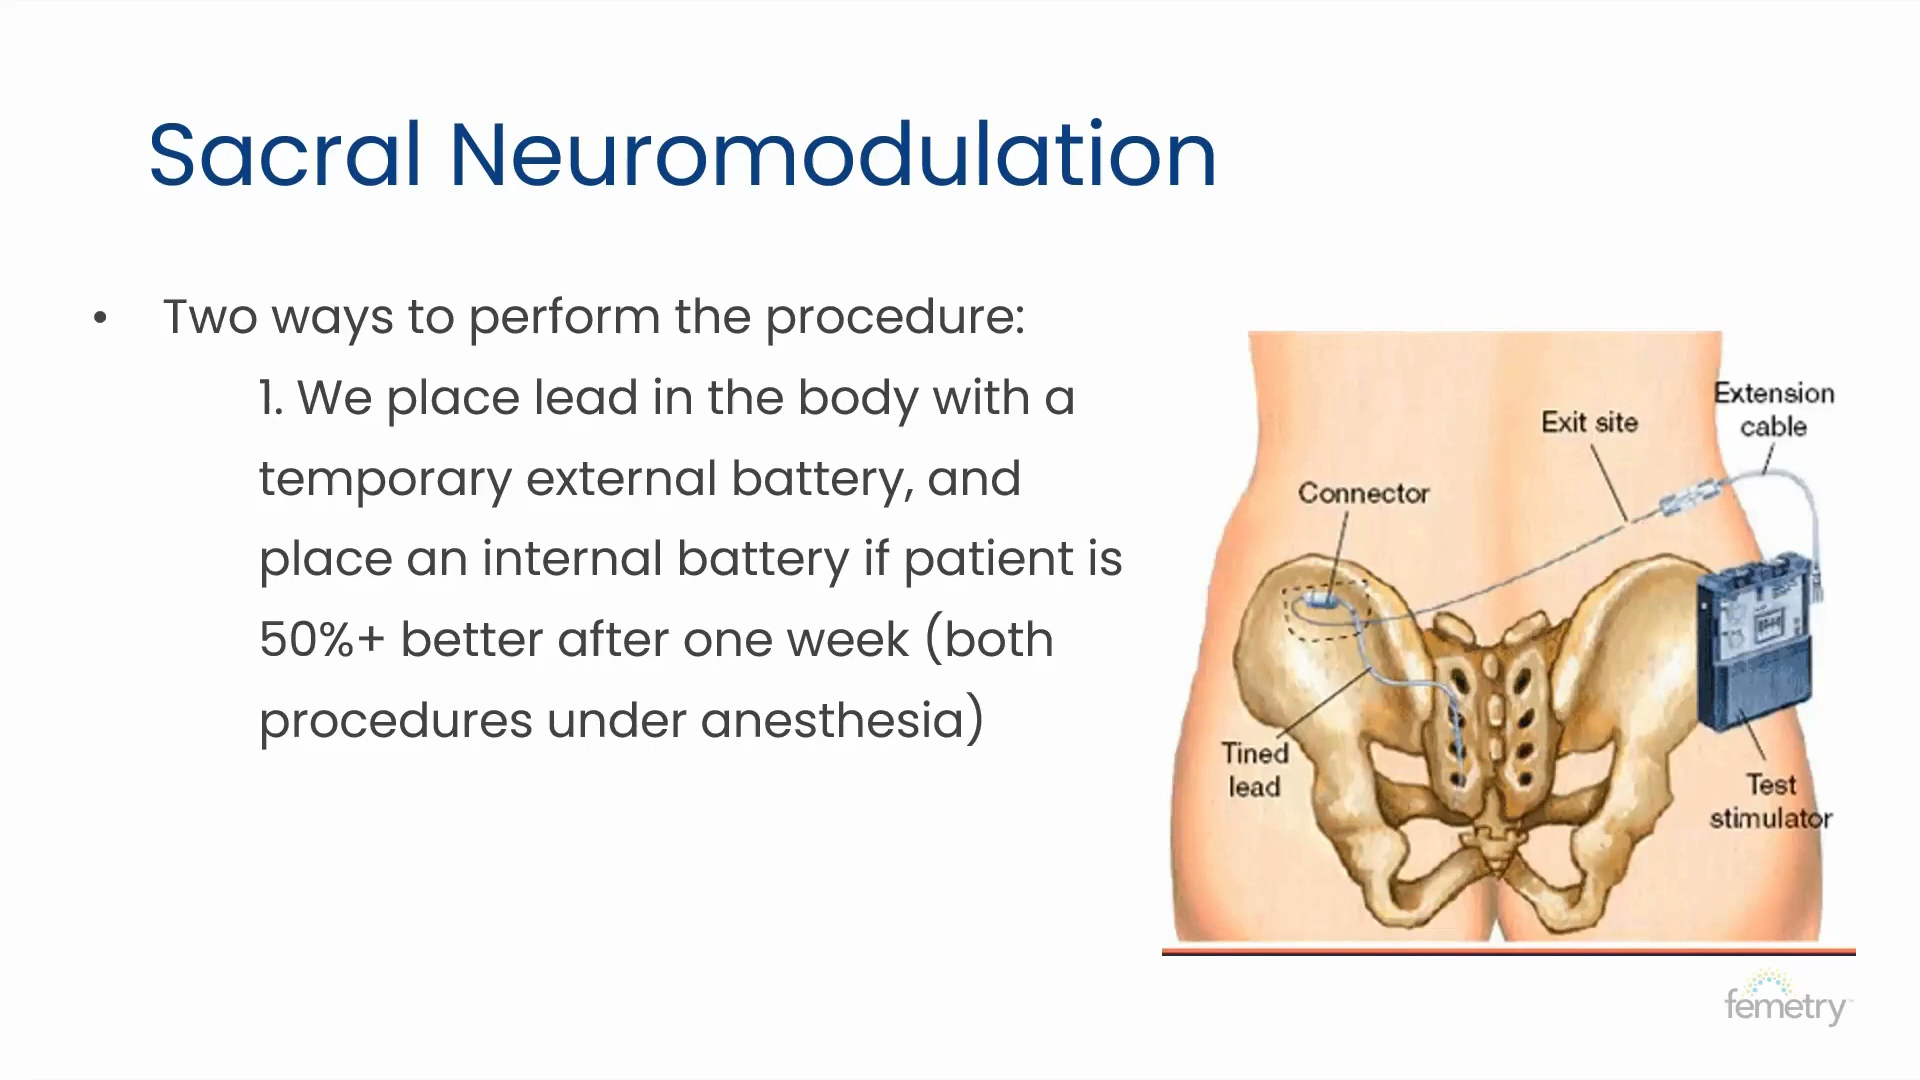 Sacral Neuromodulation
• Two ways to perform the procedure:
1. We place lead in the body with a
temporary external battery, and
place an internal battery if patient is
50%+ better after one week (both
procedures under anesthesia)
Extension
cable
Exit site
Connector
Tined
lead
Test
stimulator
femetry